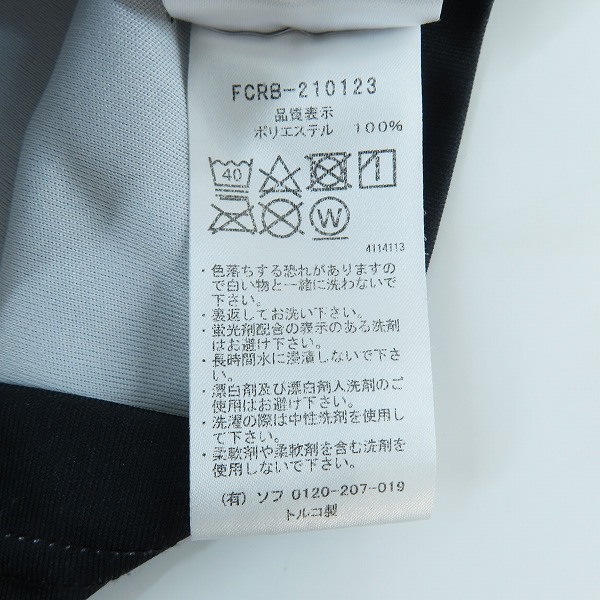 FCRB-210123
品質表示
ポリエステル 100%
40
1
W
4114113
・色落ちする恐れがありますの
で白い物と一緒に洗わないで
下さい。
・裏返してお洗い下さい。
・蛍光剤配合の表示のある洗剤
はお避け下さい。
・長時間水に浸漬しないで下さ
い。
・漂白剤及び漂白剤入洗剤のご
使用はお避け下さい。
・洗濯の際は中性洗剤を使用し
て下さい。
・柔軟剤や柔軟剤を含む洗剤を
使用しないで下さい。
(有) ソフ 0120-207-019
トルコ製